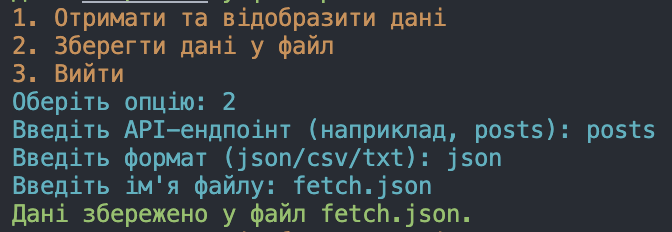 1. Отримати та відобразити дані
2. Зберегти дані у файл
3. Вийти
Оберіть опцію: 2
Введіть API-ендпоінт (наприклад, posts): posts
Введіть формат (json/csv/txt): json
Введіть ім'я файлу: fetch.json
Дані збережено у файл fetch.json.